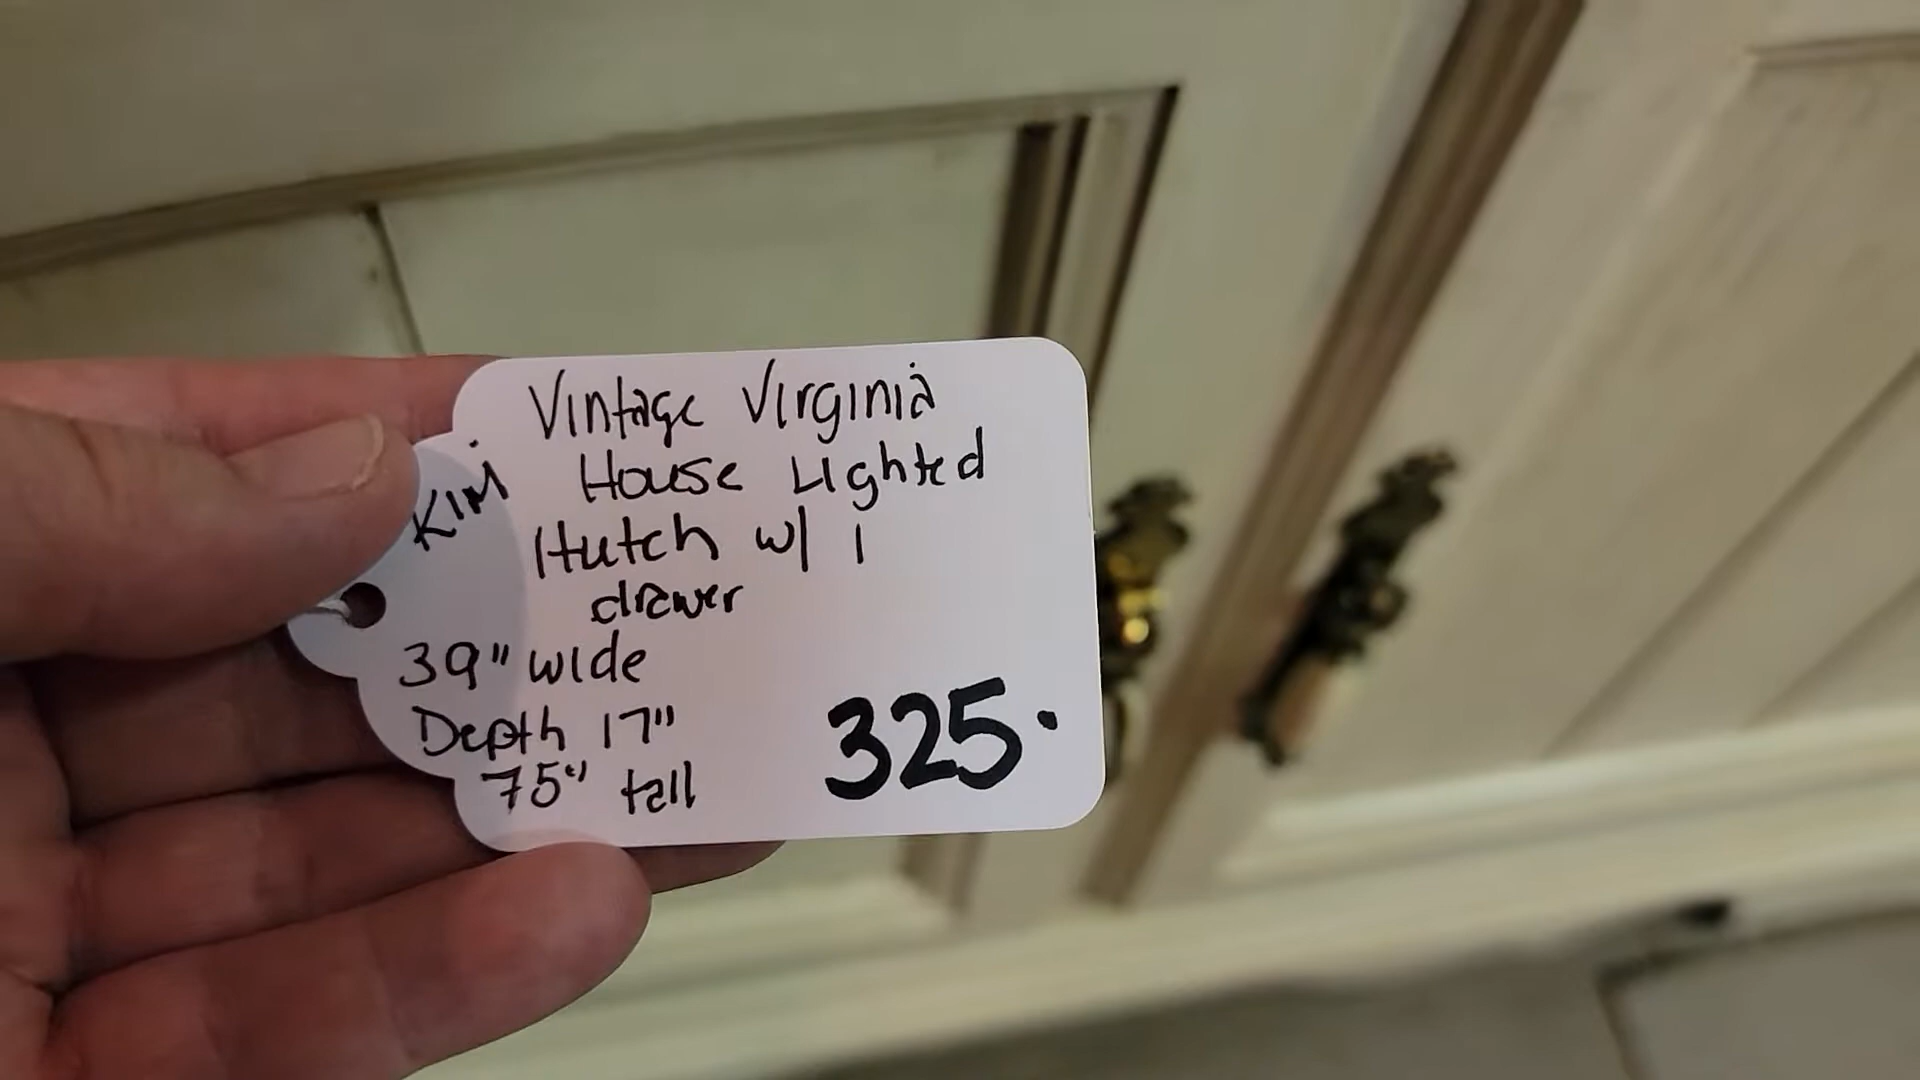 Kim
Vintage Virginia
House Lighted
Hutch w/ 1
drawer
39" wide
Depth 17"
75" tall
325.